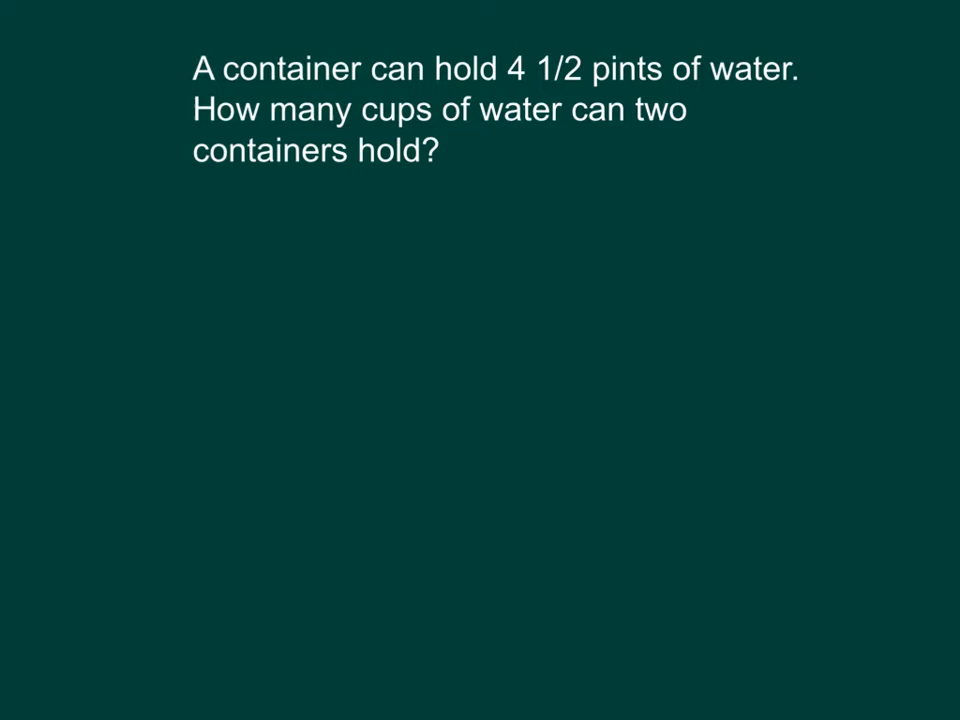 A container can hold 4 1/2 pints of water.
How many cups of water can two
containers hold?